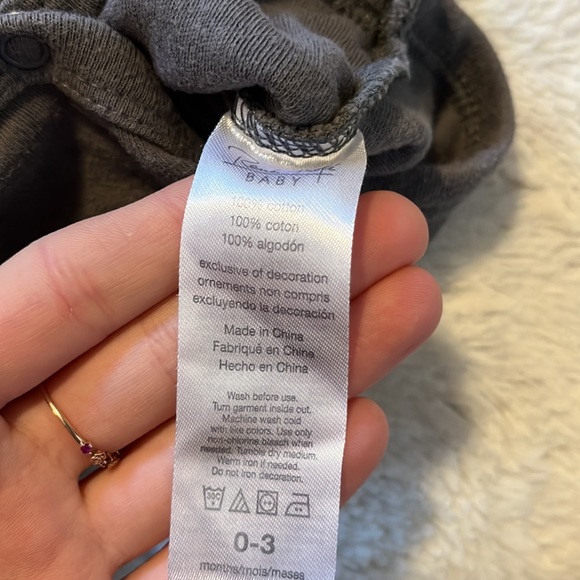 BABY
100% cotton
100% coton
100% algodón
exclusive of decoration
ornements non compris
excluyendo la decoración
Made in China
Fabriqué en Chine
Hecho en China
Wash before use.
Turn garment inside out.
Machine wash cold
with like colors. Use only
non-chlorine bleach when
needed. Tumble dry medium.
Warm iron if needed.
Do not iron decoration.
0-3
months/mois/meses